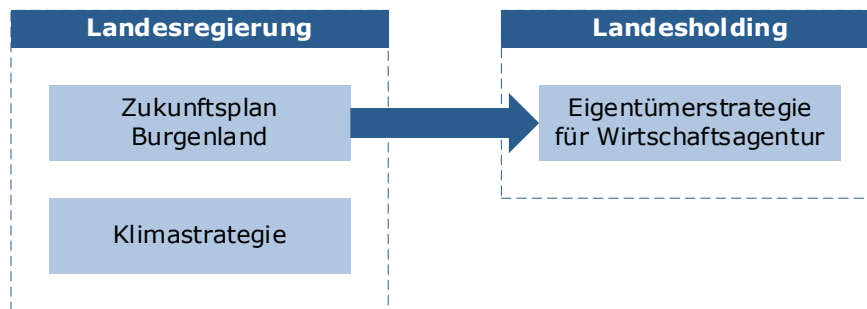 Landesregierung
Zukunftsplan
Burgenland
Klimastrategie
Landesholding
Eigentümerstrategie
für Wirtschaftsagentur